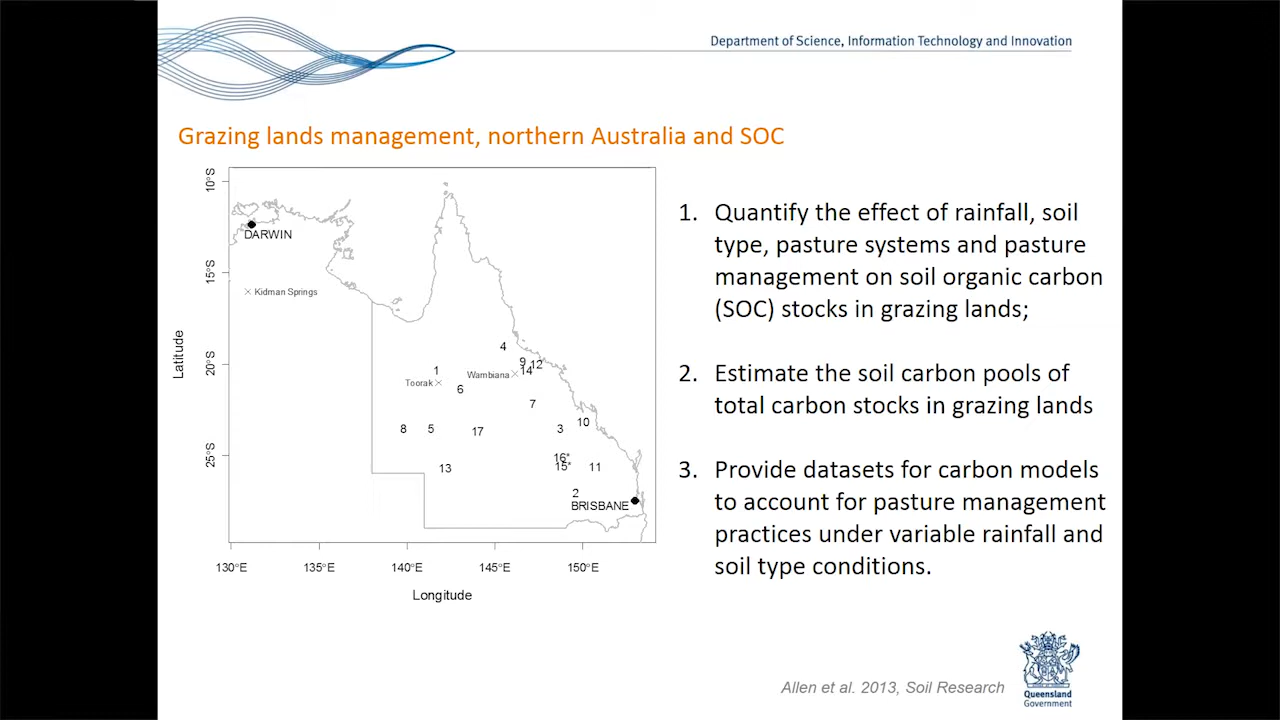 Department of Science, Information Technology and Innovation
Grazing lands management, northern Australia and SOC
10°S
15°S
20°S
25°S
Latitude
DARWIN
Kidman Springs
4
9
12
14
1
Wambiana
Toorak
6
7
10
8
5
17
3
16*
15*
13
11
2
BRISBANE
130°E
135°E
140°E
145°E
150°E
Longitude
1. Quantify the effect of rainfall, soil
type, pasture systems and pasture
management on soil organic carbon
(SOC) stocks in grazing lands;
2. Estimate the soil carbon pools of
total carbon stocks in grazing lands
3. Provide datasets for carbon models
to account for pasture management
practices under variable rainfall and
soil type conditions.
Allen et al. 2013, Soil Research
Queensland
Government